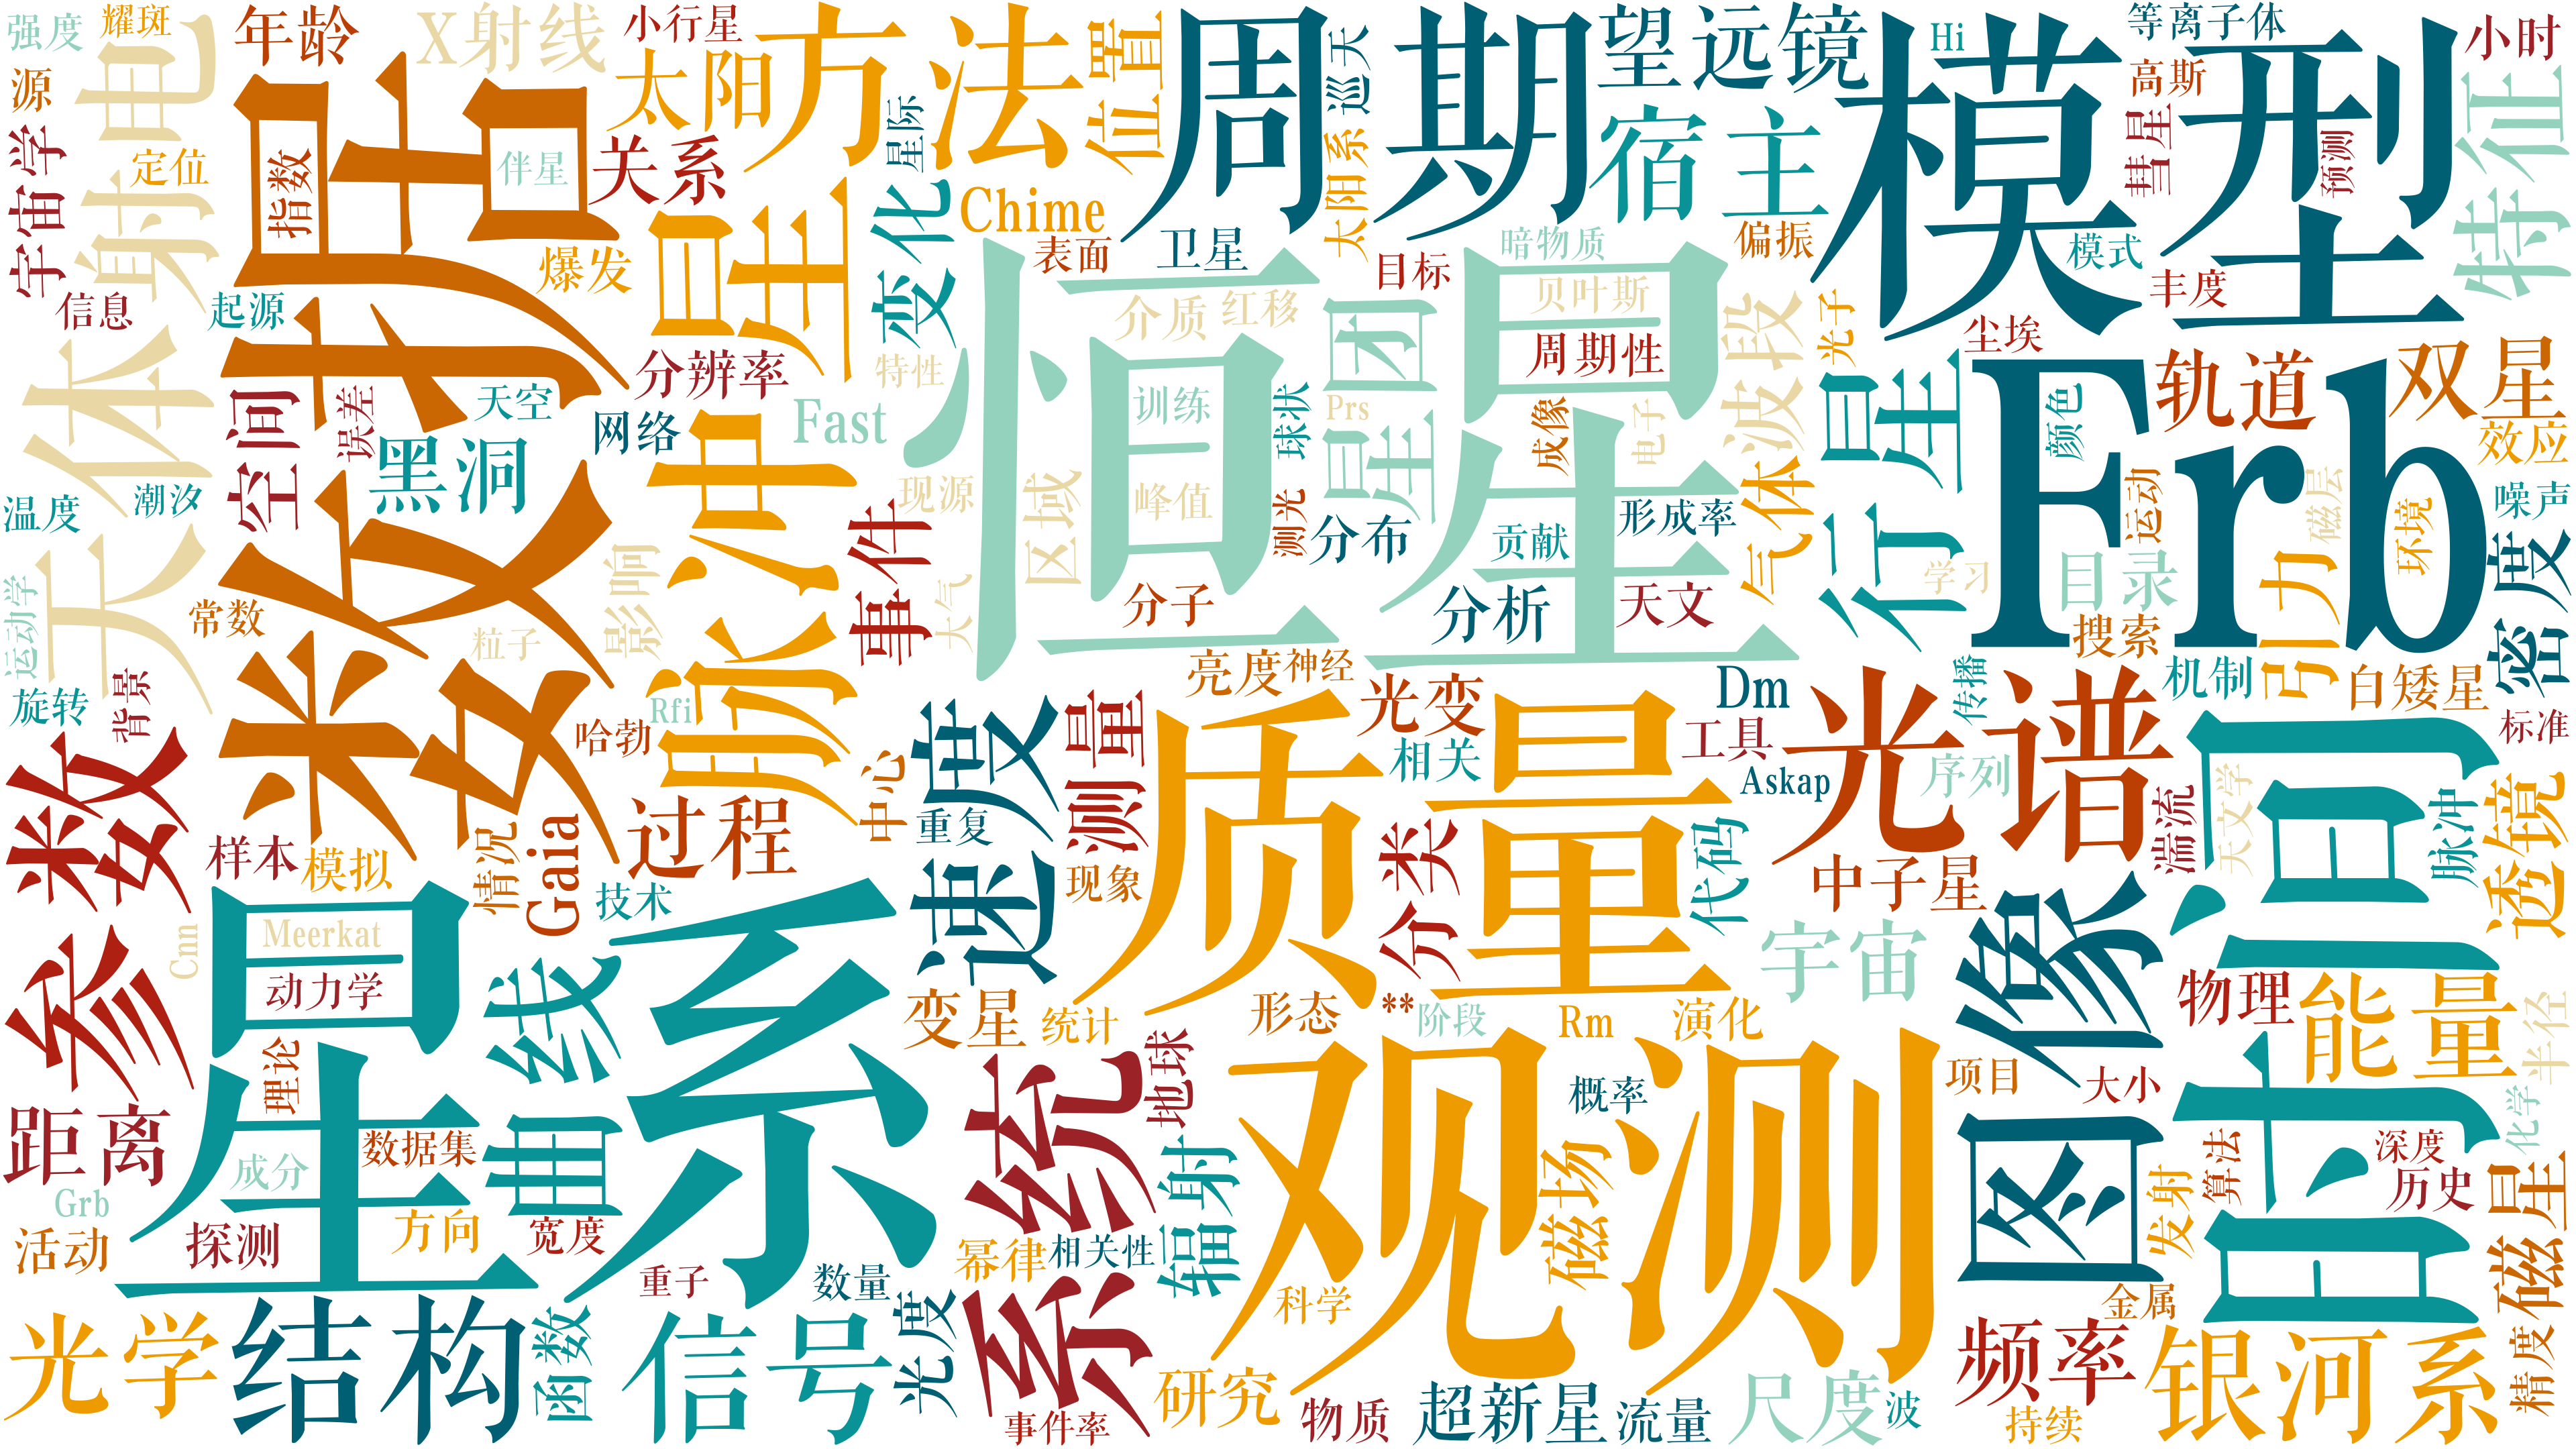 强度
耀斑
年龄
X射线
小行星
太阳
方法
位置
周期
巡天
望远镜
模型
Hi
等离子体
高斯
小时
源
射电
数据
指数
伴星
关系
星际
宿主
彗星
预测
特征
宇宙学
定位
天体
爆发
行星
变化
Chime
太阳系
表面
卫星
暗物质
目标
偏振
模式
丰度
信息
起源
恒星
介质
红移
星团
贝叶斯
周期性
波段
光子
尘埃
分辨率
特性
Frb
轨道
双星
效应
空间
误差
天空
网络
脉冲
Fast
训练
球状
Prs
成像
电子
行星
颜色
黑洞
现源
区域
峰值
测光
分布
贡献
形成率
气体
运动
磁层
环境
噪声
温度
潮汐
事件
分子
分析
天文
学习
目录
引力
密度
运动学
常数
粒子
影响
大气
搜索
旋转
背景
哈勃
Rfi
中心
速度
测量
亮度
神经
光变
Dm
传播
机制
白矮星
标准
参数
质量
相关
工具
Askap
光谱
序列
湍流
天文学
时间
脉冲
透镜
样本
模拟
情况
Gaia
过程
重复
现象
分类
代码
中子星
技术
Cnn
Meerkat
动力学
星系
曲线
变星
统计
形态
**
阶段
Rm
演化
宇宙
图像
物理
能量
半径
理论
系统
地球
观测
概率
项目
大小
化学
距离
成分
数据集
辐射
磁场
发射
算法
深度
历史
磁星
Grb
活动
探测
方向
宽度
幂律
相关性
重子
数量
科学
金属
光学
结构
函数
信号
光度
事件率
研究
物质
超新星
流量
尺度
波
频率
持续
银河系
精度